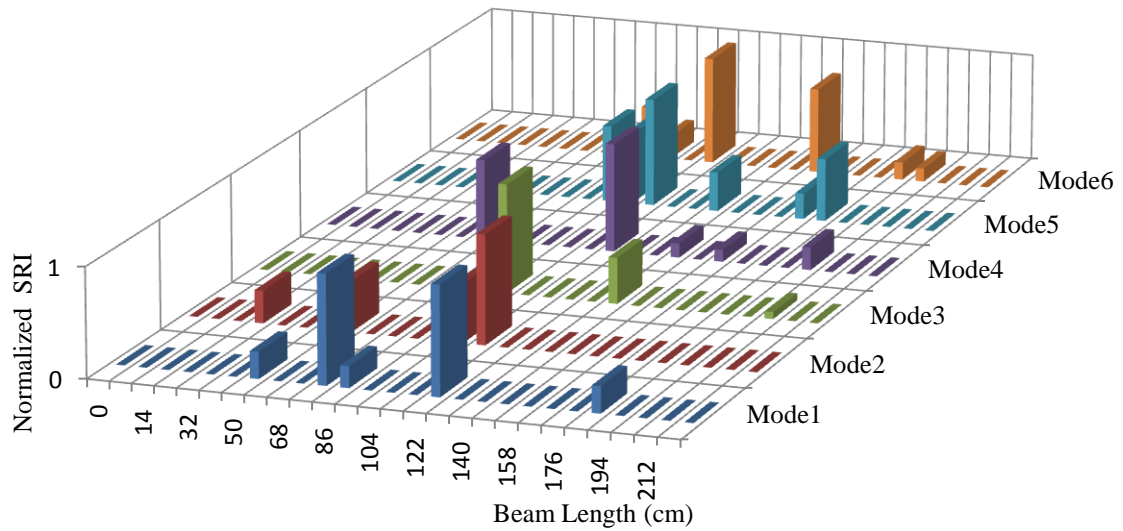 Normalized SRI
1
0
0 14 32 50 68 86 104 122 140 158 176 194 212
Beam Length (cm)
Mode1
Mode2
Mode3
Mode4
Mode5
Mode6